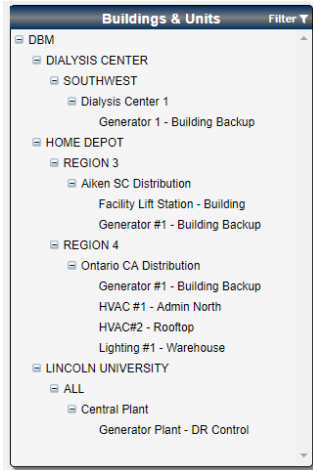 Buildings & Units Filter
DBM
DIALYSIS CENTER
SOUTHWEST
Dialysis Center 1
Generator 1 - Building Backup
HOME DEPOT
REGION 3
Aiken SC Distribution
Facility Lift Station - Building
Generator #1 - Building Backup
REGION 4
Ontario CA Distribution
Generator #1 - Building Backup
HVAC #1 - Admin North
HVAC#2 - Rooftop
Lighting #1 - Warehouse
LINCOLN UNIVERSITY
ALL
Central Plant
Generator Plant - DR Control